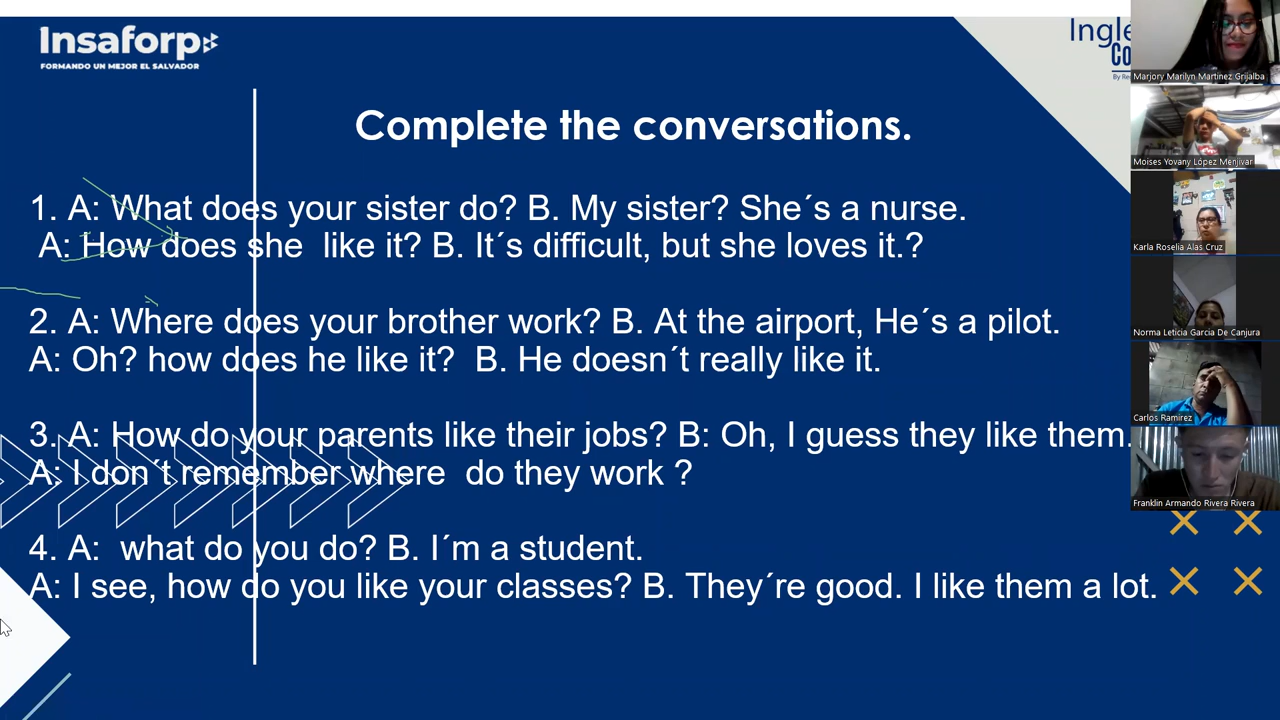 Insaforp
FORMANDO UN MEJOR EL SALVADOR
Complete the conversations.
1. A: What does your sister do? B. My sister? She´s a nurse.
A: How does she like it? B. It´s difficult, but she loves it.?
2. A: Where does your brother work? B. At the airport, He´s a pilot.
A: Oh? how does he like it? B. He doesn´t really like it.
3. A: How do your parents like their jobs? B: Oh, I guess they like them.
A: I don´t remember where do they work ?
4. A: what do you do? B. I´m a student.
A: I see, how do you like your classes? B. They´re good. I like them a lot.
Marjory Marilyn Martinez Grijalba
Moises Yovany López Menjivar
Karla Roselia Alas Cruz
Norma Leticia Garcia De Canjura
Carlos Ramirez
Franklin Armando Rivera Rivera